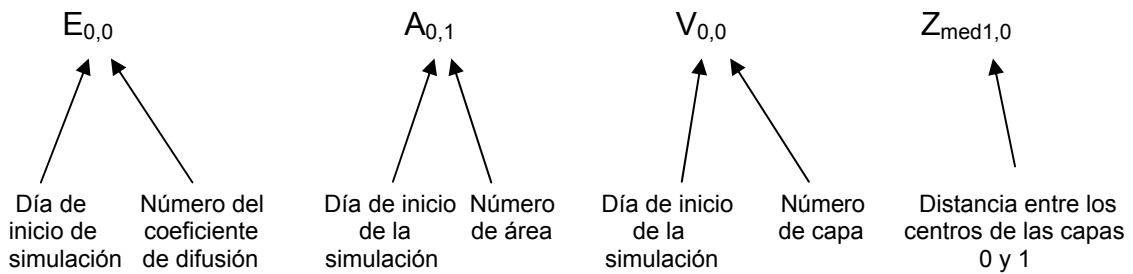 E0,0 A0,1 V0,0 Zmed1,0
Día de inicio de simulación
Número del coeficiente de difusión
Día de inicio de la simulación
Número de área
Día de inicio de la simulación
Número de capa
Distancia entre los centros de las capas 0 y 1